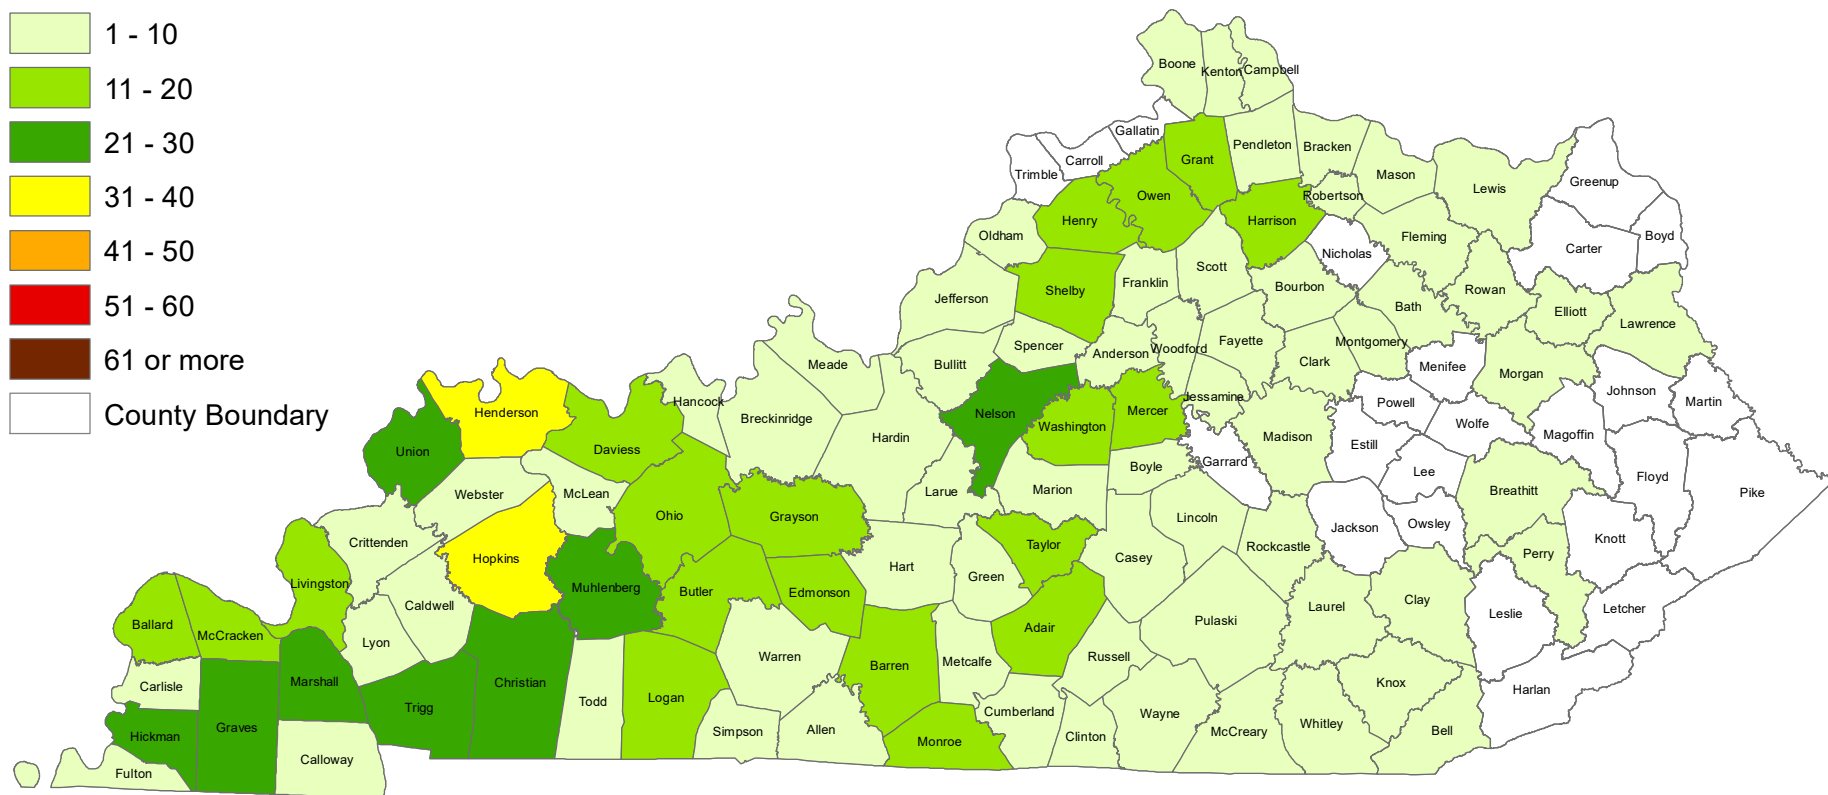 1 - 10
11 - 20
21 - 30
31 - 40
41 - 50
51 - 60
61 or more
County Boundary
Boone
Kenton
Campbell
Gallatin
Carroll
Trimble
Grant
Pendleton
Bracken
Mason
Lewis
Greenup
Owen
Robertson
Henry
Harrison
Oldham
Fleming
Nicholas
Carter
Boyd
Scott
Franklin
Shelby
Jefferson
Bourbon
Bath
Rowan
Elliott
Lawrence
Spencer
Anderson
Woodford
Fayette
Montgomery
Clark
Menifee
Morgan
Bullitt
Meade
Johnson
Martin
Hancock
Breckinridge
Henderson
Nelson
Washington
Mercer
Jessamine
Powell
Wolfe
Magoffin
Hardin
Madison
Estill
Daviess
Union
Boyle
Garrard
Lee
Floyd
Pike
Webster
McLean
Larue
Marion
Breathitt
Ohio
Grayson
Lincoln
Jackson
Owsley
Knott
Crittenden
Hopkins
Taylor
Casey
Rockcastle
Perry
Livingston
Muhlenberg
Butler
Edmonson
Hart
Green
Caldwell
Laurel
Clay
Leslie
Letcher
Ballard
McCracken
Lyon
Adair
Pulaski
Warren
Barren
Metcalfe
Russell
Carlisle
Marshall
Christian
Trigg
Todd
Logan
Knox
Harlan
Cumberland
Wayne
Hickman
Graves
Simpson
Allen
Monroe
Clinton
McCreary
Whitley
Bell
Calloway
Fulton